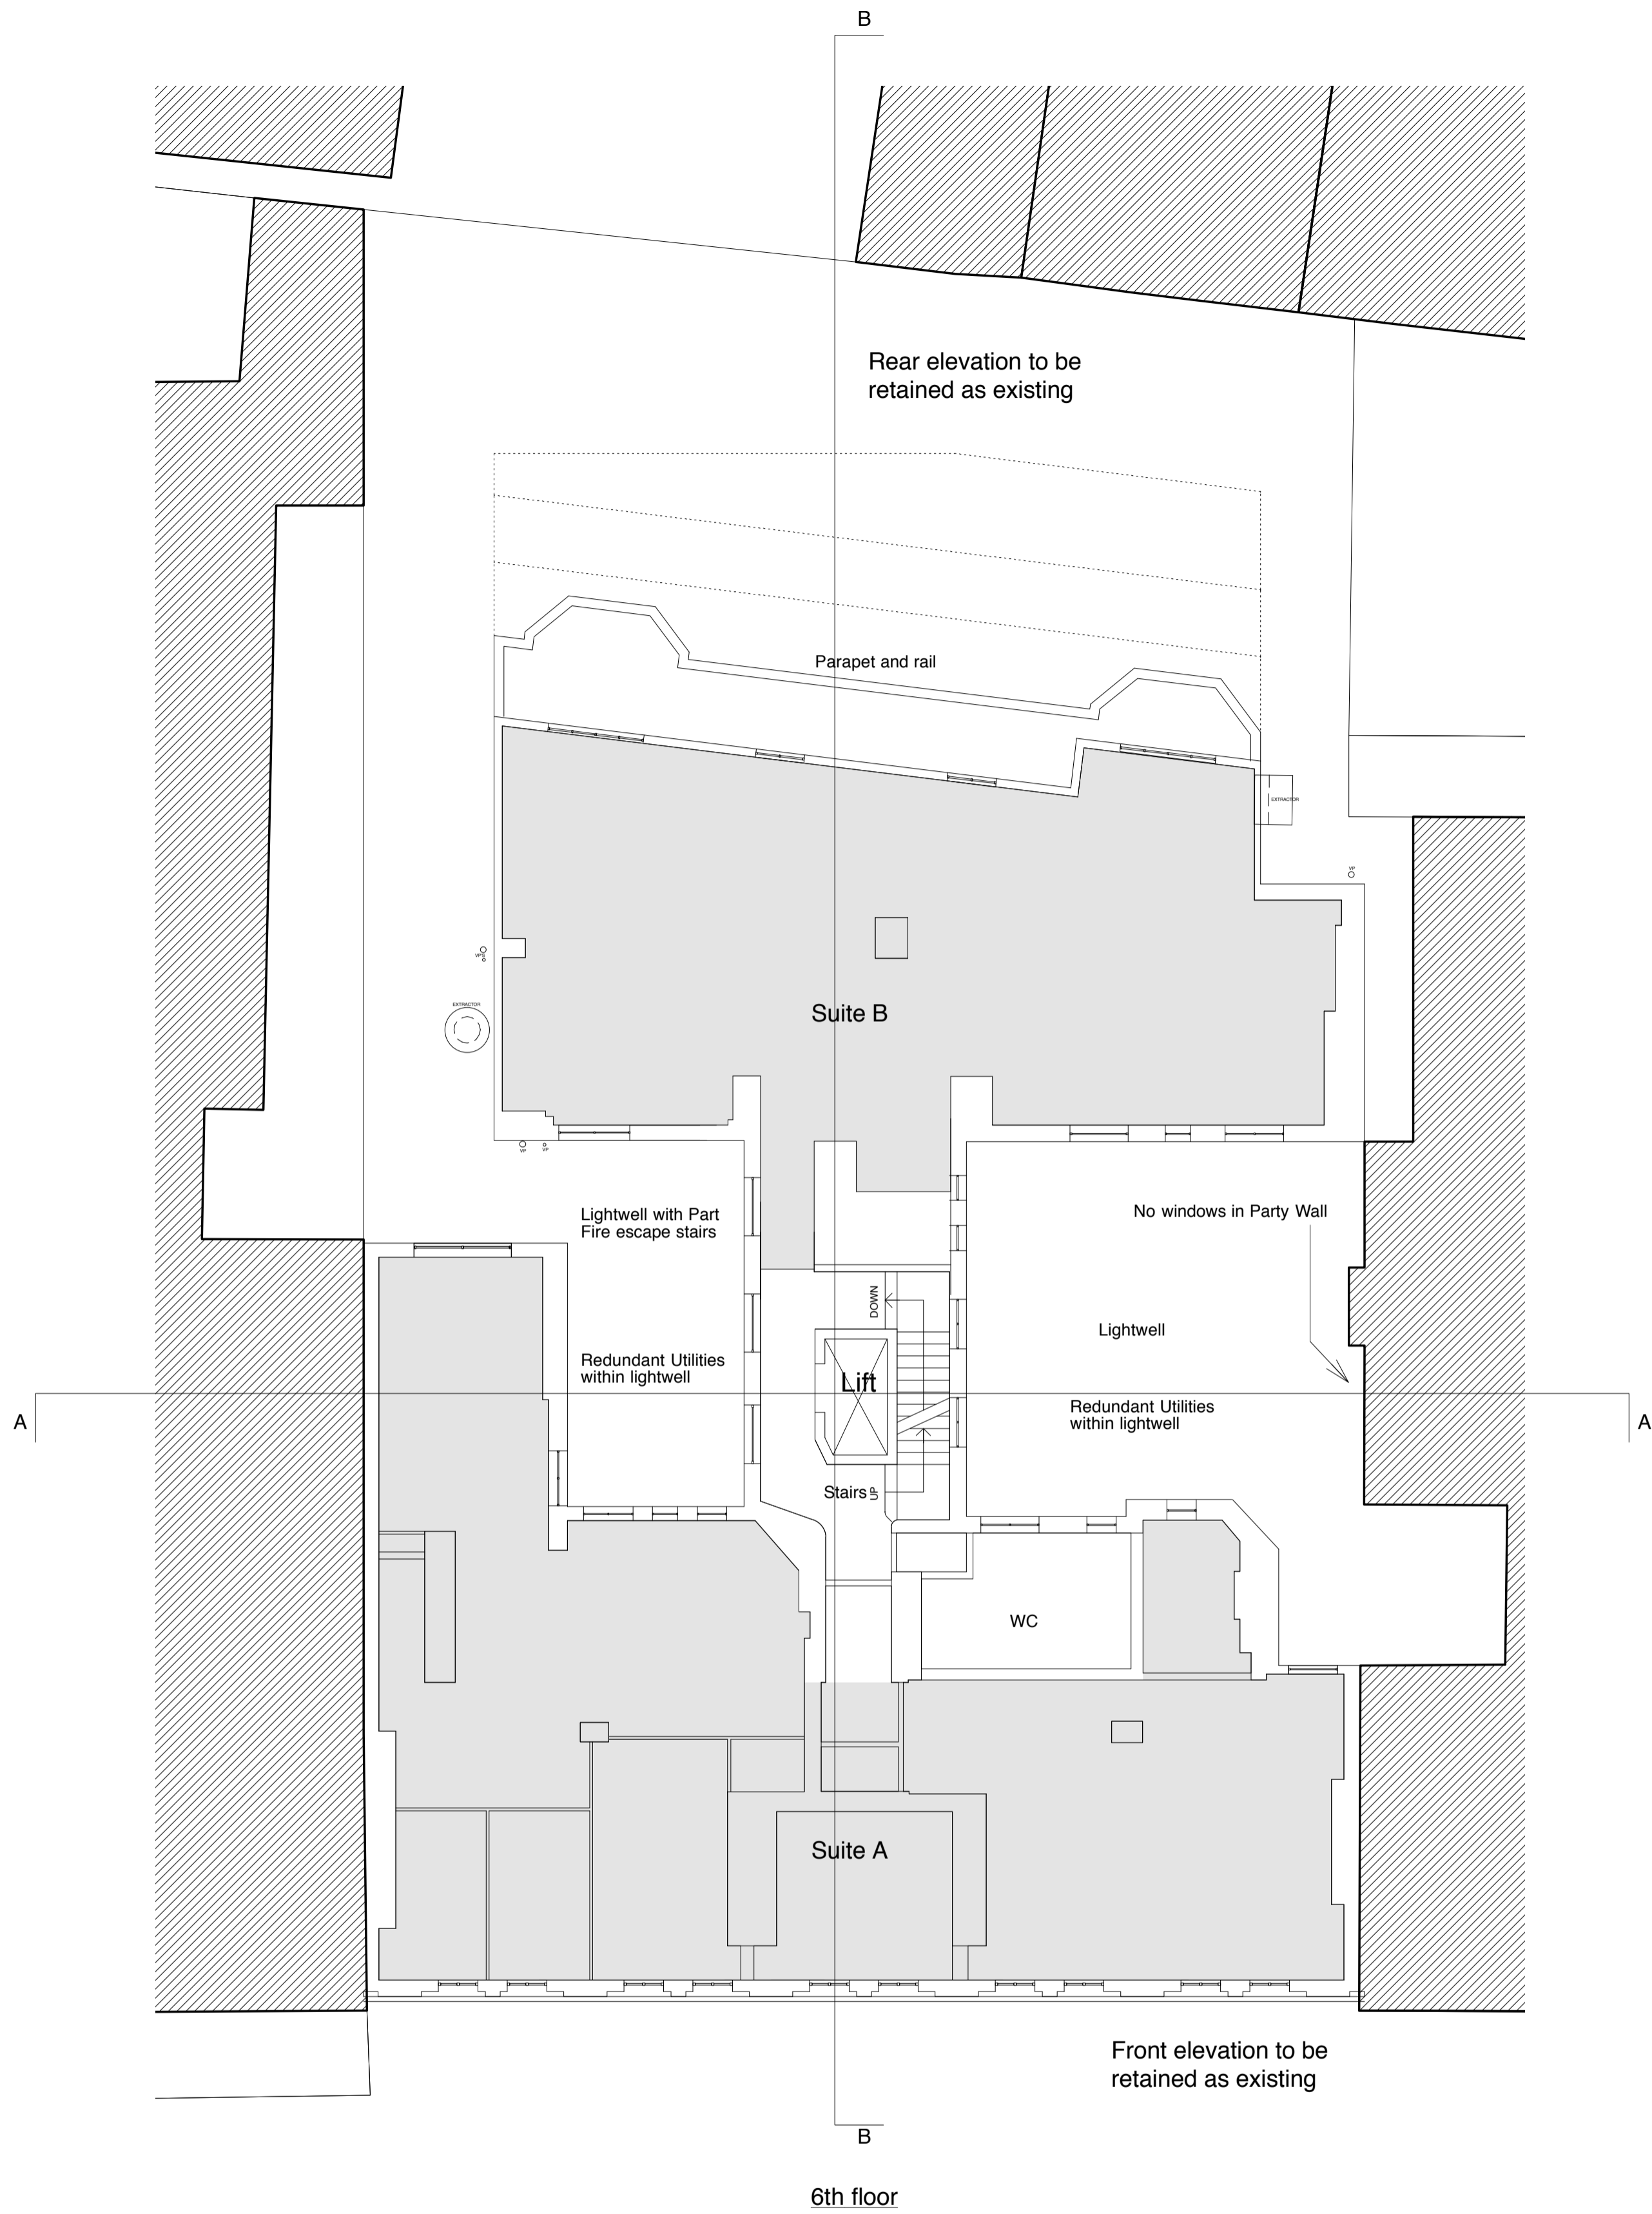 B
Rear elevation to be
retained as existing
Parapet and rail
EXTRACTOR
VP
VP
EXTRACTOR
Suite B
VP
VP
Lightwell with Part
Fire escape stairs
No windows in Party Wall
DOWN
Lightwell
Redundant Utilities
within lightwell
Lift
A
Redundant Utilities
within lightwell
A
Stairs
UP
WC
Suite A
Front elevation to be
retained as existing
B
6th floor